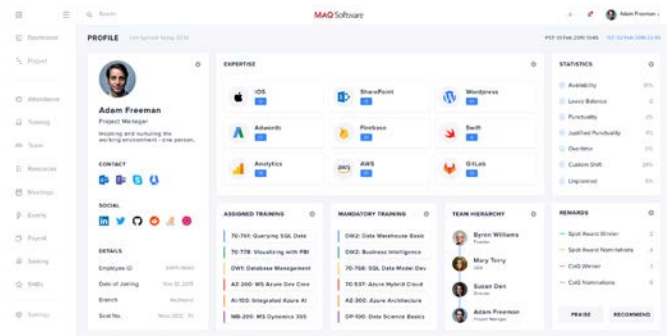 Search
MAQ Software
Adam Freeman
Dashboard
Project
Attendance
Training
Team
Resources
Meetings
Events
Payroll
Seating
SMEs
Settings
PROFILE
Adam Freeman
Project Manager
Inspiring and nurturing the
working environment - one person.
CONTACT
SOCIAL
DETAILS
Employee ID
Date of Joining
Branch
Seat No.
EXPERTISE
iOS
SharePoint
Wordpress
Adwords
Firebase
Swift
Analytics
AWS
GitLab
ASSIGNED TRAINING
70-761: Querying SQL Data
70-778: Visualizing with PBI
DW1: Database Management
AZ-200: MS Azure Dev Core
AI-100: Integrated Azure AI
MB-200: MS Dynamics 365
MANDATORY TRAINING
DW2: Data Warehouse Basic
DW2: Business Intelligence
70-768: SQL Data Model Dev
70-537: Azure Hybrid Cloud
AZ-300: Azure Architecture
DP-100: Data Science Basics
TEAM HIERARCHY
Byron Williams
Founder
Mary Terry
CEO
Susan Den
Director
Adam Freeman
Project Manager
STATISTICS
Availability
Leave Balance
Punctuality
Justified Punctuality
Overtime
Custom Shift
Unplanned
REWARDS
Spot Award Winner
Spot Award Nominations
CoQ Winner
CoQ Nominations
PRAISE
RECOMMEND